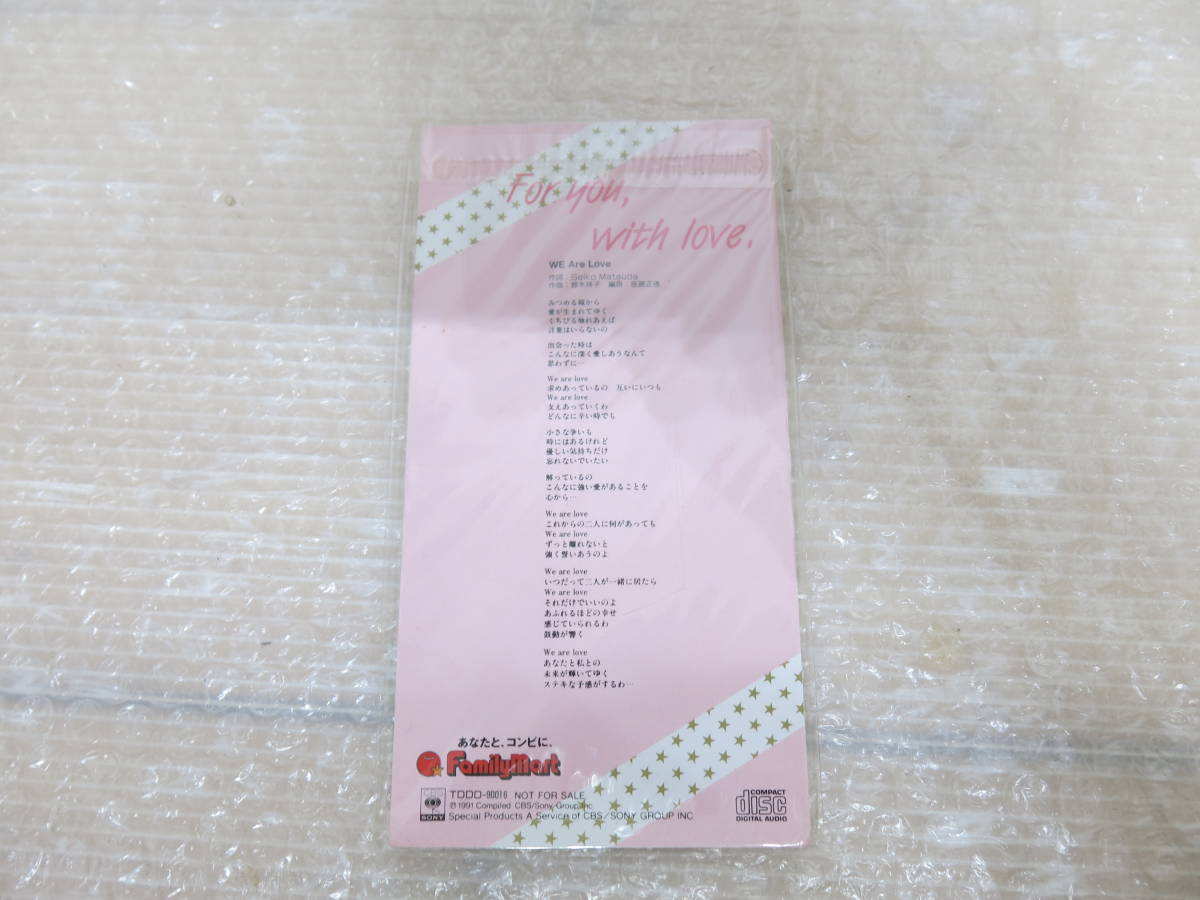 For you,
with love.
WE Are Love
作詞：Seiko Matsuda
作曲：鈴木祥子 編曲：
みつめる瞳から
愛が生まれてゆく
くちびる触れあえば
言葉はいらないの
出会った時は
こんなに深く愛しあうなんて
思わずに…
We are love
求めあっているの 互いにいつも
We are love
支えあっていくわ
どんなに辛い時でも
小さな争いも
時にはあるけれど
優しい気持ちだけ
忘れないでいたい
解っているの
こんなに強い愛があることを
心から…
We are love
これからの二人に何があっても
We are love
ずっと離れないと
強く誓いあうのよ
We are love
いつだって二人が一緒に居たら
We are love
それだけでいいのよ
あふれるほどの幸せ
感じていられるわ
鼓動が響く
We are love
あなたと私との
未来が輝いてゆく
ステキな予感がするわ…
あなたと、コンビに、
FamilyMart
CBS
SONY
TDDD-90016 NOT FOR SALE
℗1991 Compiled CBS/Sony Group Inc.
Special Products A Service of CBS/SONY GROUP INC.
COMPACT
disc
DIGITAL AUDIO